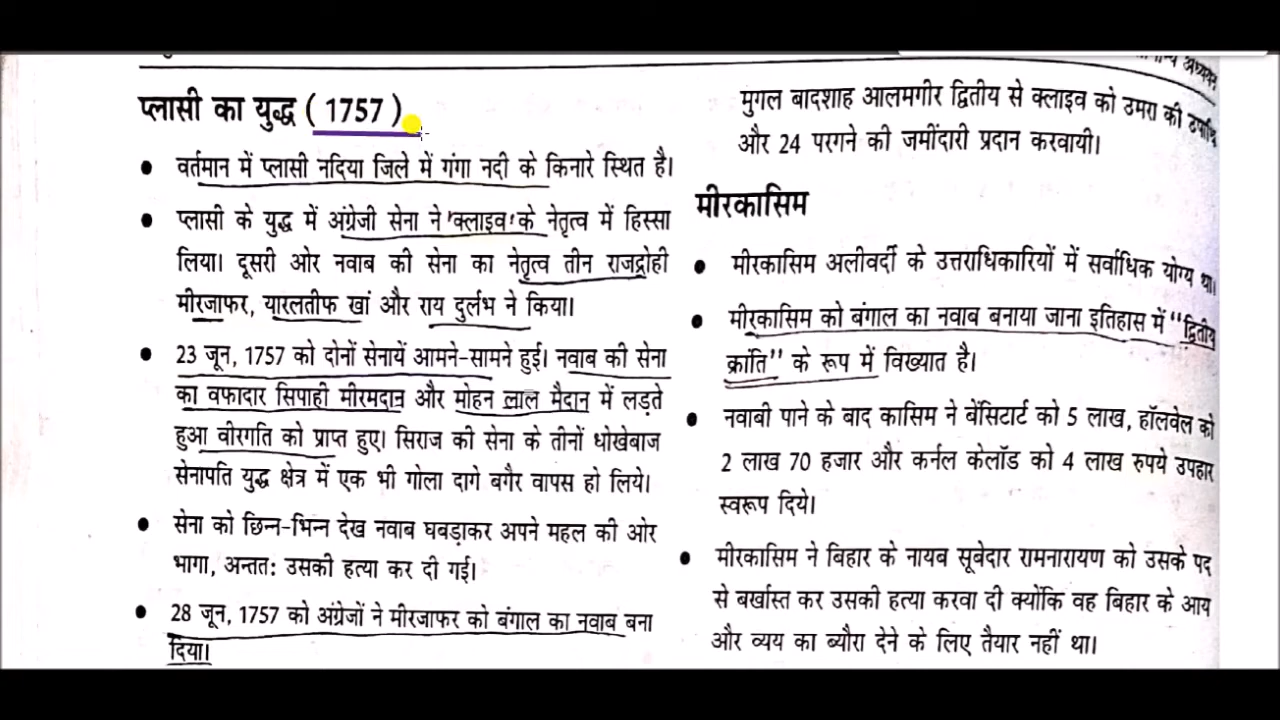 प्लासी का युद्ध ( 1757 )
● वर्तमान में प्लासी नदिया जिले में गंगा नदी के किनारे स्थित है।
● प्लासी के युद्ध में अंग्रेजी सेना ने 'क्लाइव' के नेतृत्व में हिस्सा
लिया। दूसरी ओर नवाब की सेना का नेतृत्व तीन राजद्रोही
मीरजाफर, यारलतीफ खां और राय दुर्लभ ने किया।
● 23 जून, 1757 को दोनों सेनायें आमने-सामने हुई। नवाब की सेना
का वफादार सिपाही मीरमदान और मोहन लाल मैदान में लड़ते
हुआ वीरगति को प्राप्त हुए। सिराज की सेना के तीनों धोखेबाज
सेनापति युद्ध क्षेत्र में एक भी गोला दागे बगैर वापस हो लिये।
● सेना को छिन्न-भिन्न देख नवाब घबड़ाकर अपने महल की ओर
भागा, अन्ततः उसकी हत्या कर दी गई।
● 28 जून, 1757 को अंग्रेजों ने मीरजाफर को बंगाल का नवाब बना
दिया।
अध्ययन
मुगल बादशाह आलमगीर द्वितीय से क्लाइव को उमरा की उपाधि
और 24 परगने की जमींदारी प्रदान करवायी।
मीरकासिम
● मीरकासिम अलीवर्दी के उत्तराधिकारियों में सर्वाधिक योग्य था।
● मीरकासिम को बंगाल का नवाब बनाया जाना इतिहास में "द्वितीय
क्रांति" के रूप में विख्यात है।
● नवाबी पाने के बाद कासिम ने बेंसिटार्ट को 5 लाख, हॉलवेल को
2 लाख 70 हजार और कर्नल केलॉड को 4 लाख रुपये उपहार
स्वरूप दिये।
● मीरकासिम ने बिहार के नायब सूबेदार रामनारायण को उसके पद
से बर्खास्त कर उसकी हत्या करवा दी क्योंकि वह बिहार के आय
और व्यय का ब्यौरा देने के लिए तैयार नहीं था।